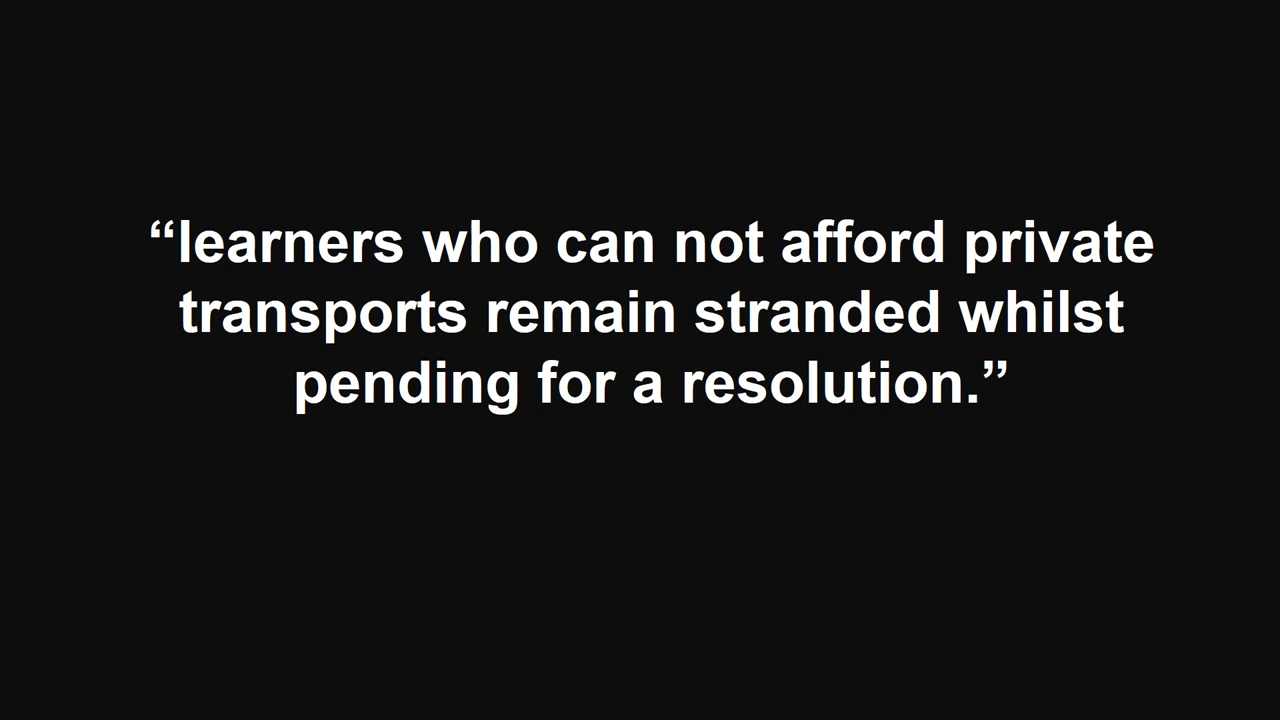 “learners who can not afford private
transports remain stranded whilst
pending for a resolution.”